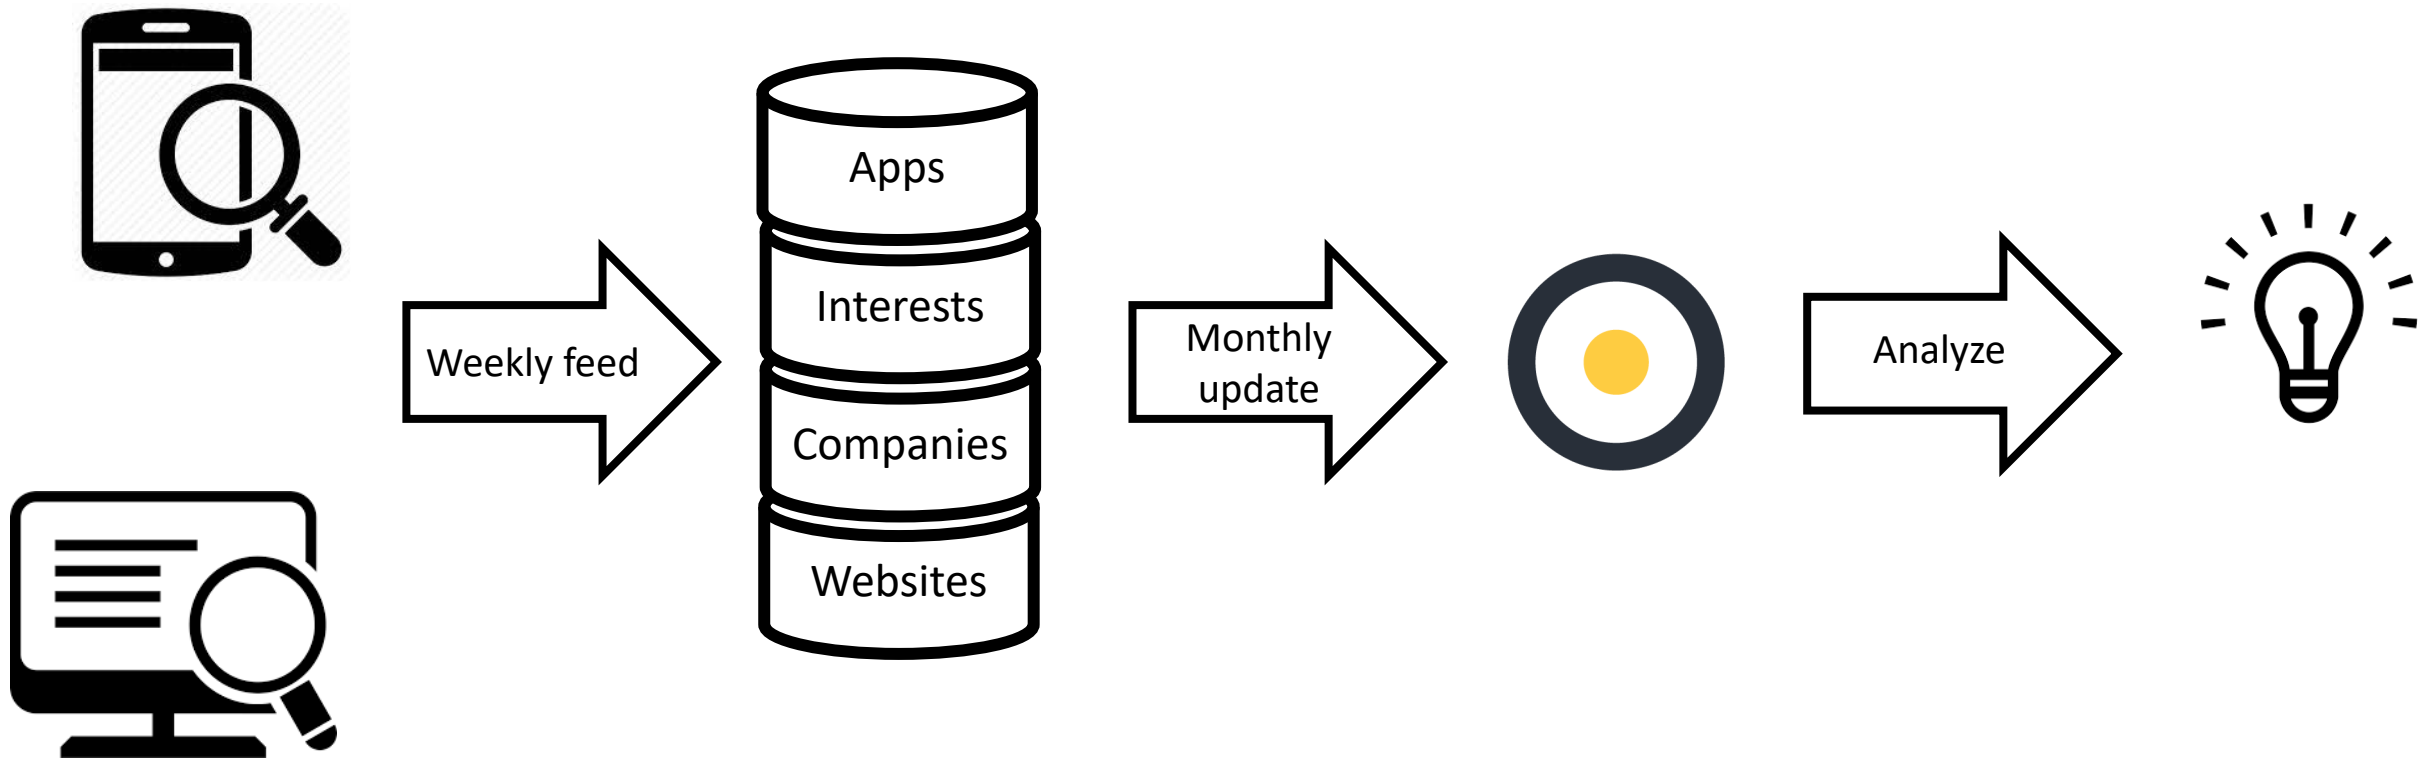 Apps
Interests
Companies
Websites
Weekly feed
Monthly
update
Analyze